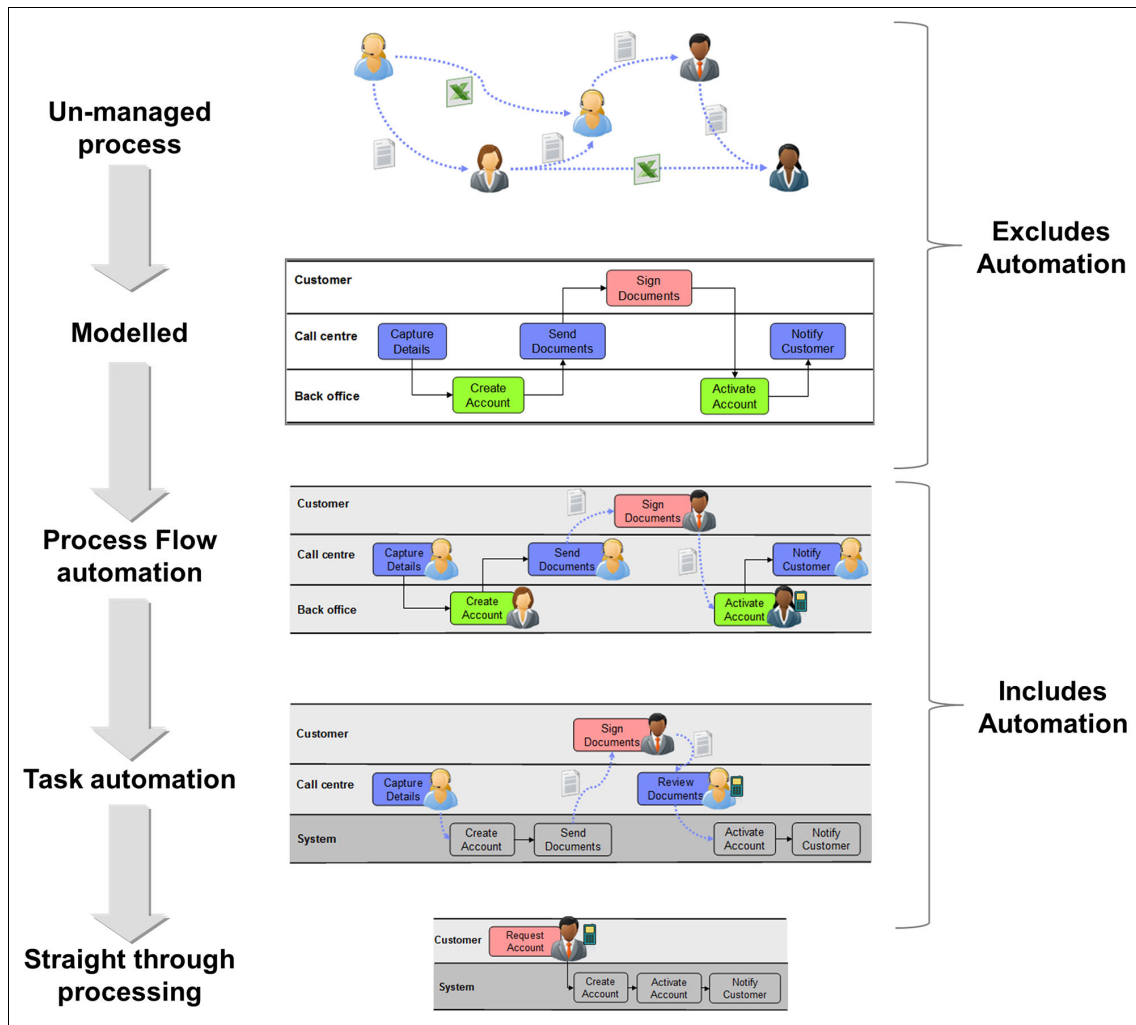 Un-managed
process
Excludes
Automation
Customer
Sign
Documents
Modelled
Call centre
Capture
Details
Send
Documents
Notify
Customer
Back office
Create
Account
Activate
Account
Process Flow
automation
Customer
Sign
Documents
Call centre
Capture
Details
Send
Documents
Notify
Customer
Back office
Create
Account
Activate
Account
Includes
Automation
Task automation
Customer
Sign
Documents
Call centre
Capture
Details
Review
Documents
System
Create
Account
Send
Documents
Activate
Account
Notify
Customer
Straight through
processing
Customer
Request
Account
System
Create
Account
Activate
Account
Notify
Customer